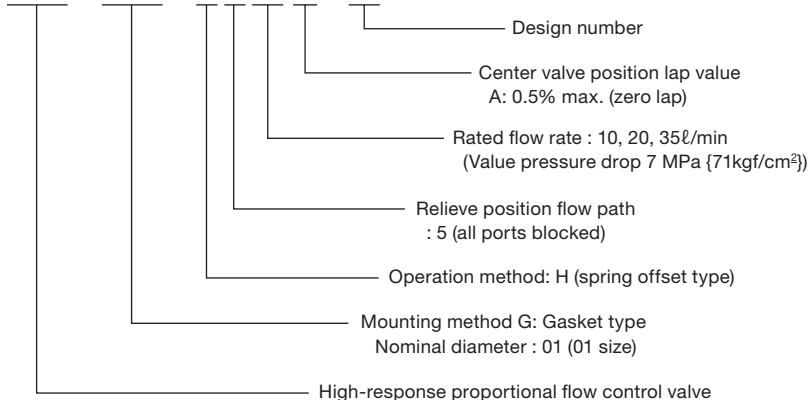 Design number
Center valve position lap value
A: 0.5% max. (zero lap)
Rated flow rate : 10, 20, 35ℓ/min
(Value pressure drop 7 MPa {71kgf/cm²})
Relieve position flow path
: 5 (all ports blocked)
Operation method: H (spring offset type)
Mounting method G: Gasket type
Nominal diameter : 01 (01 size)
High-response proportional flow control valve